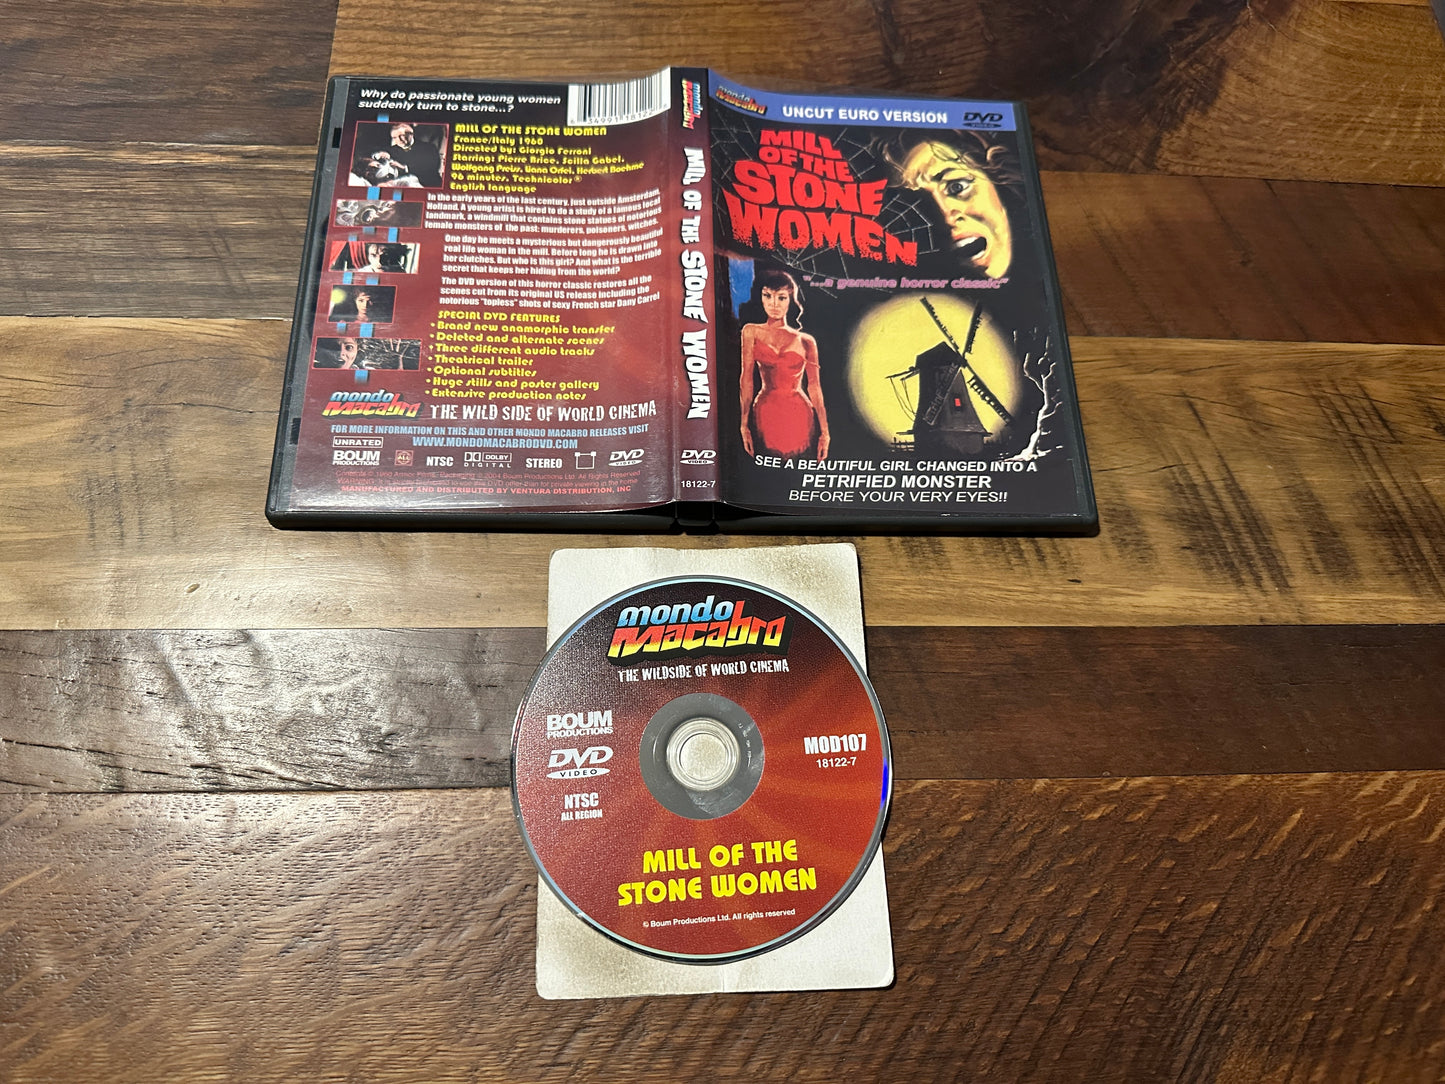 Why do passionate young women
suddenly turn to stone...?
MILL OF THE STONE WOMEN
France/Italy 1960
Directed by: Giorgio Ferroni
Starring: Pierre Brice, Scilla Gabel,
Wolfgang Preiss, Liana Orfei, Herbert Boehme
96 minutes, Technicolor®
English language
In the early years of the last century, just outside Amsterdam,
Holland. A young artist is hired to do a study of a famous local
landmark, a windmill that contains stone statues of notorious
female monsters of the past: murderers, poisoners, witches.
One day he meets a mysterious but dangerously beautiful
real life woman in the mill. Before long he is drawn into
her clutches. But who is this girl? And what is the terrible
secret that keeps her hiding from the world?
The DVD version of this horror classic restores all the
scenes cut from its original US release including the
notorious "topless" shots of sexy French star Dany Carrel
SPECIAL DVD FEATURES
• Brand new anamorphic transfer
• Deleted and alternate scenes
• Three different audio tracks
• Theatrical trailer
• Optional subtitles
• Huge stills and poster gallery
• Extensive production notes
mondo Macabro THE WILD SIDE OF WORLD CINEMA
FOR MORE INFORMATION ON THIS AND OTHER MONDO MACABRO RELEASES VISIT
WWW.MONDOMACABRODVD.COM
UNRATED
BOUM PRODUCTIONS ALL NTSC DOLBY DIGITAL STEREO DVD VIDEO
2004 Boum Productions Ltd. All Rights Reserved
MANUFACTURED AND DISTRIBUTED BY VENTURA DISTRIBUTION, INC
mondo Macabro
MILL OF THE STONE WOMEN
DVD VIDEO
18122-7
mondo Macabro
UNCUT EURO VERSION
DVD VIDEO
MILL
OF THE
STONE
WOMEN
"...a genuine horror classic"
SEE A BEAUTIFUL GIRL CHANGED INTO A
PETRIFIED MONSTER
BEFORE YOUR VERY EYES!!
mondo
Macabro
THE WILDSIDE OF WORLD CINEMA
BOUM
PRODUCTIONS
DVD
VIDEO
NTSC
ALL REGION
MOD107
18122-7
MILL OF THE
STONE WOMEN
© Boum Productions Ltd. All rights reserved